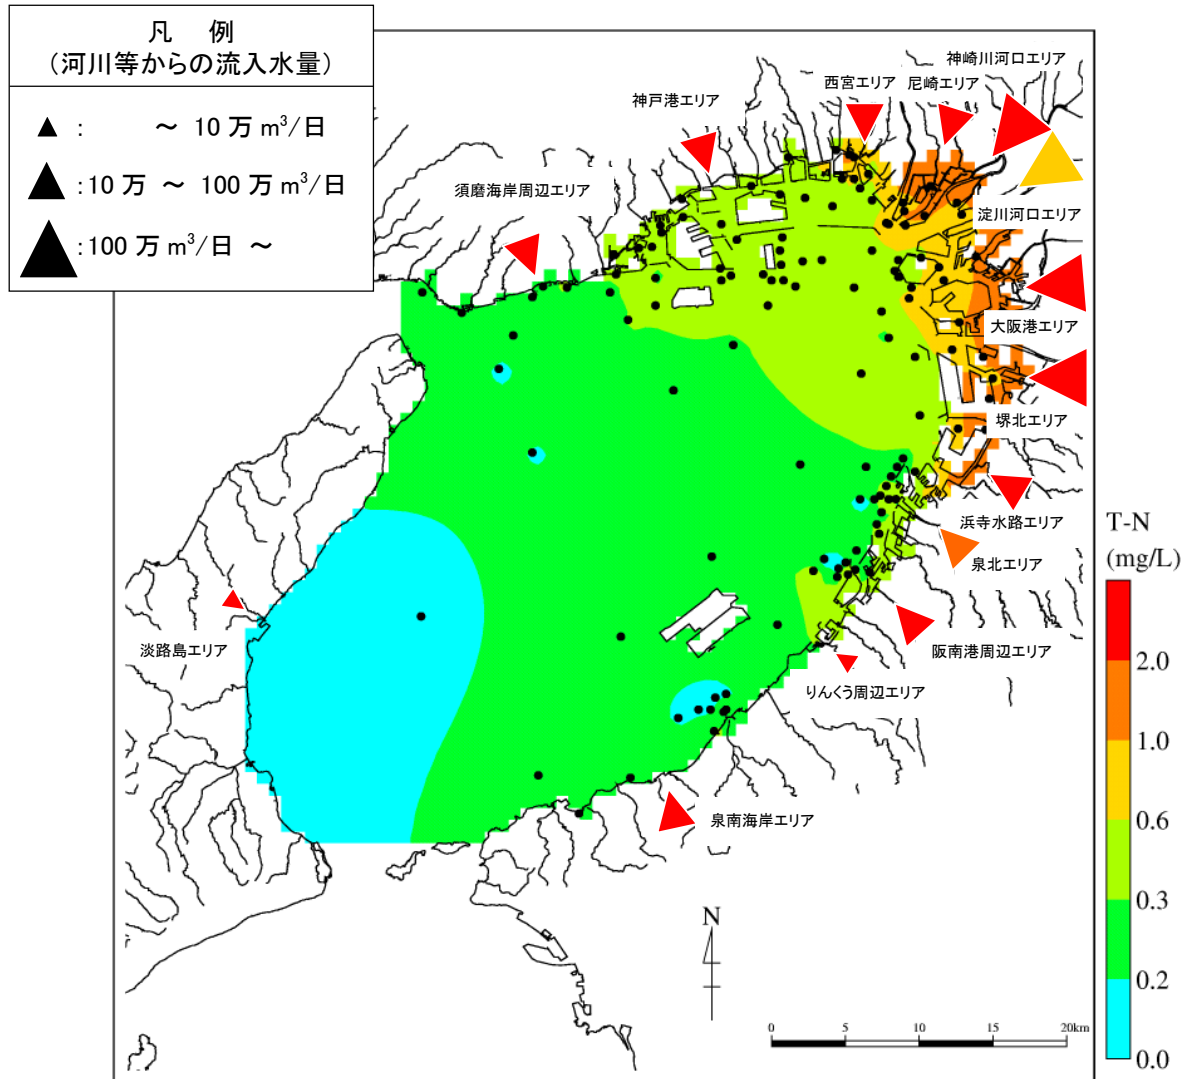 凡 例
（河川等からの流入水量）
： ～ 10 万 m³/日
：10 万 ～ 100 万 m³/日
：100 万 m³/日 ～
神崎川河口エリア
西宮エリア
尼崎エリア
神戸港エリア
須磨海岸周辺エリア
淀川河口エリア
大阪港エリア
堺北エリア
浜寺水路エリア
泉北エリア
阪南港周辺エリア
りんくう周辺エリア
淡路島エリア
泉南海岸エリア
T-N
(mg/L)
2.0
1.0
0.6
0.3
0.2
0.0
N
0 5 10 15 20km